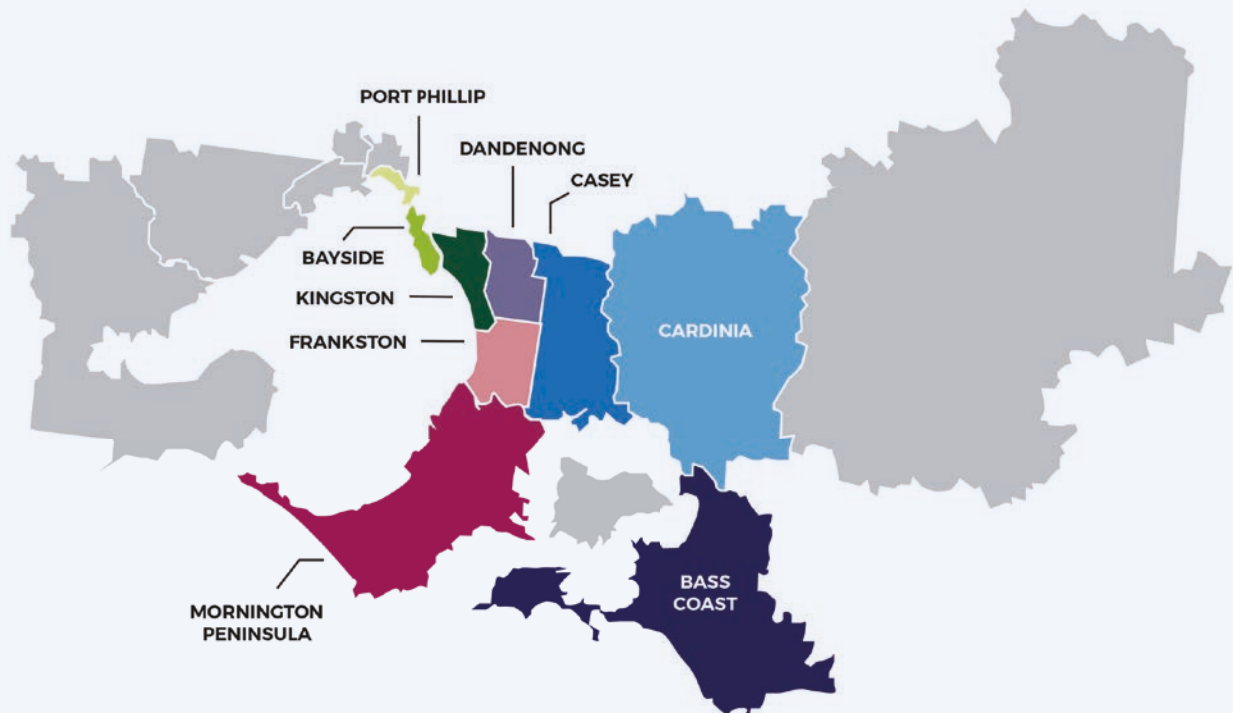 PORT PHILLIP
DANDENONG
CASEY
BAYSIDE
KINGSTON
FRANKSTON
CARDINIA
MORNINGTON
PENINSULA
BASS
COAST